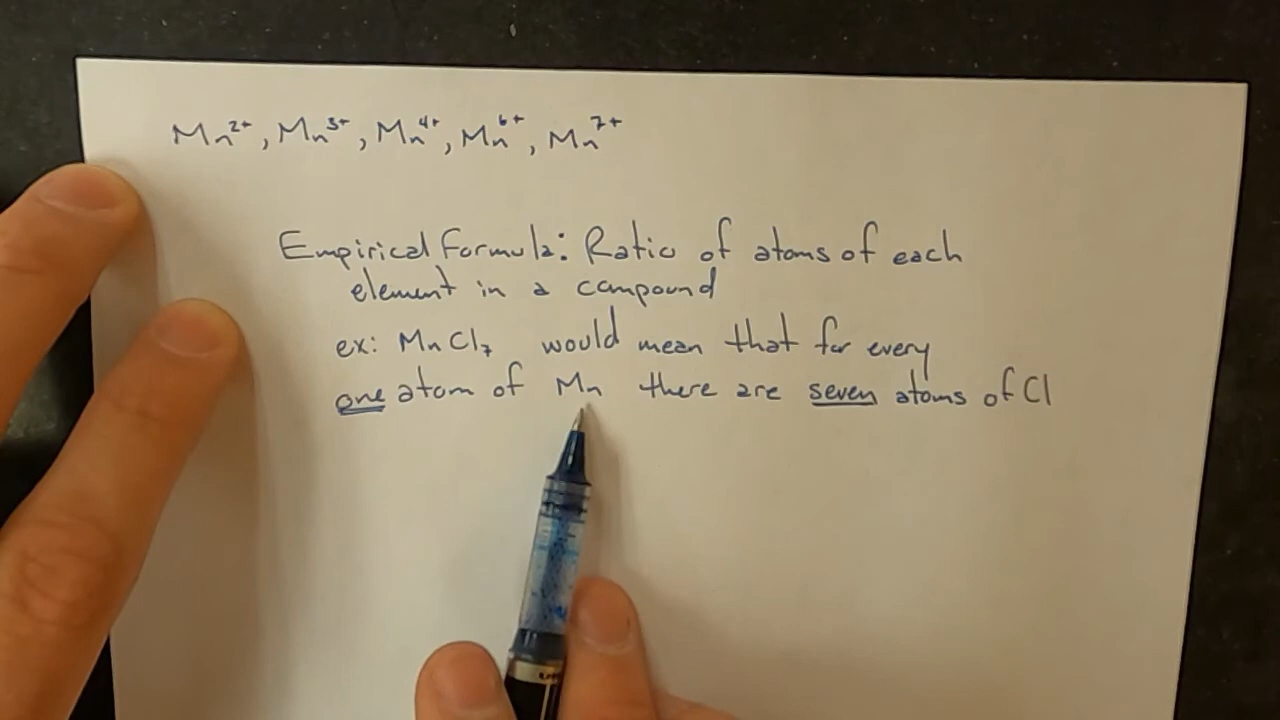 Mn²⁺, Mn³⁺, Mn⁴⁺, Mn⁶⁺, Mn⁷⁺
Empirical Formula: Ratio of atoms of each
element in a compound
ex: MnCl₇ would mean that for every
one atom of Mn there are seven atoms of Cl